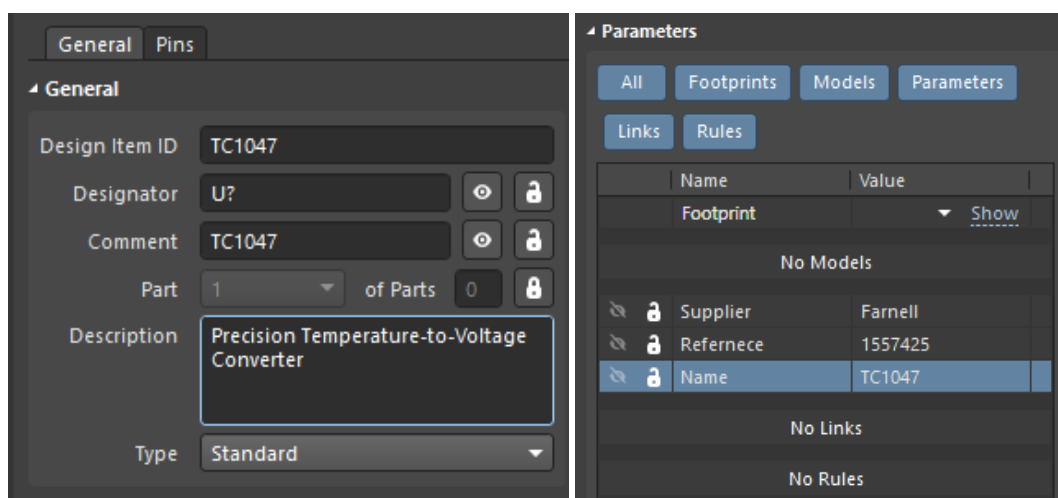 General Pins
General
Design Item ID TC1047
Designator U?
Comment TC1047
Part 1 of Parts 0
Description Precision Temperature-to-Voltage
Converter
Type Standard
Parameters
All Footprints Models Parameters
Links Rules
Name Value
Footprint Show
No Models
Supplier Farnell
Refernece 1557425
Name TC1047
No Links
No Rules